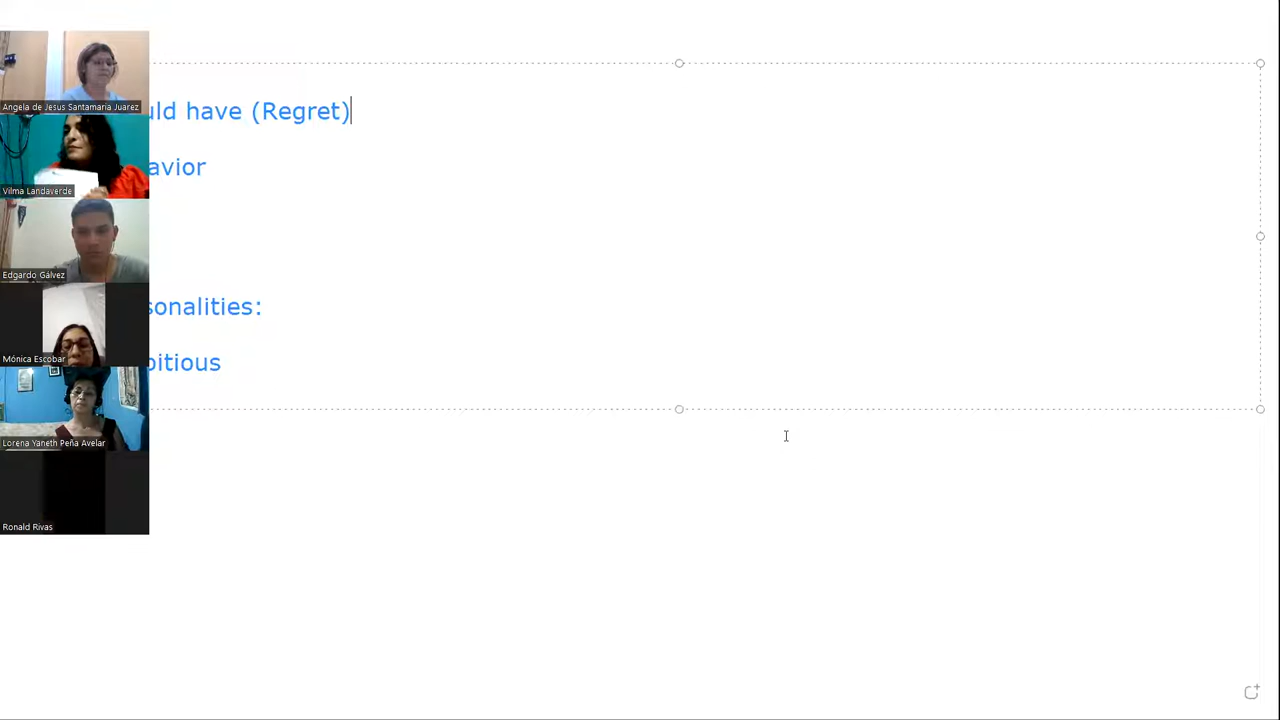 uld have (Regret)
avior
sonalities:
bitious
Angela de Jesus Santamaria Juarez
Vilma Landaverde
Edgardo Gálvez
Mónica Escobar
Lorena Yaneth Peña Avelar
Ronald Rivas